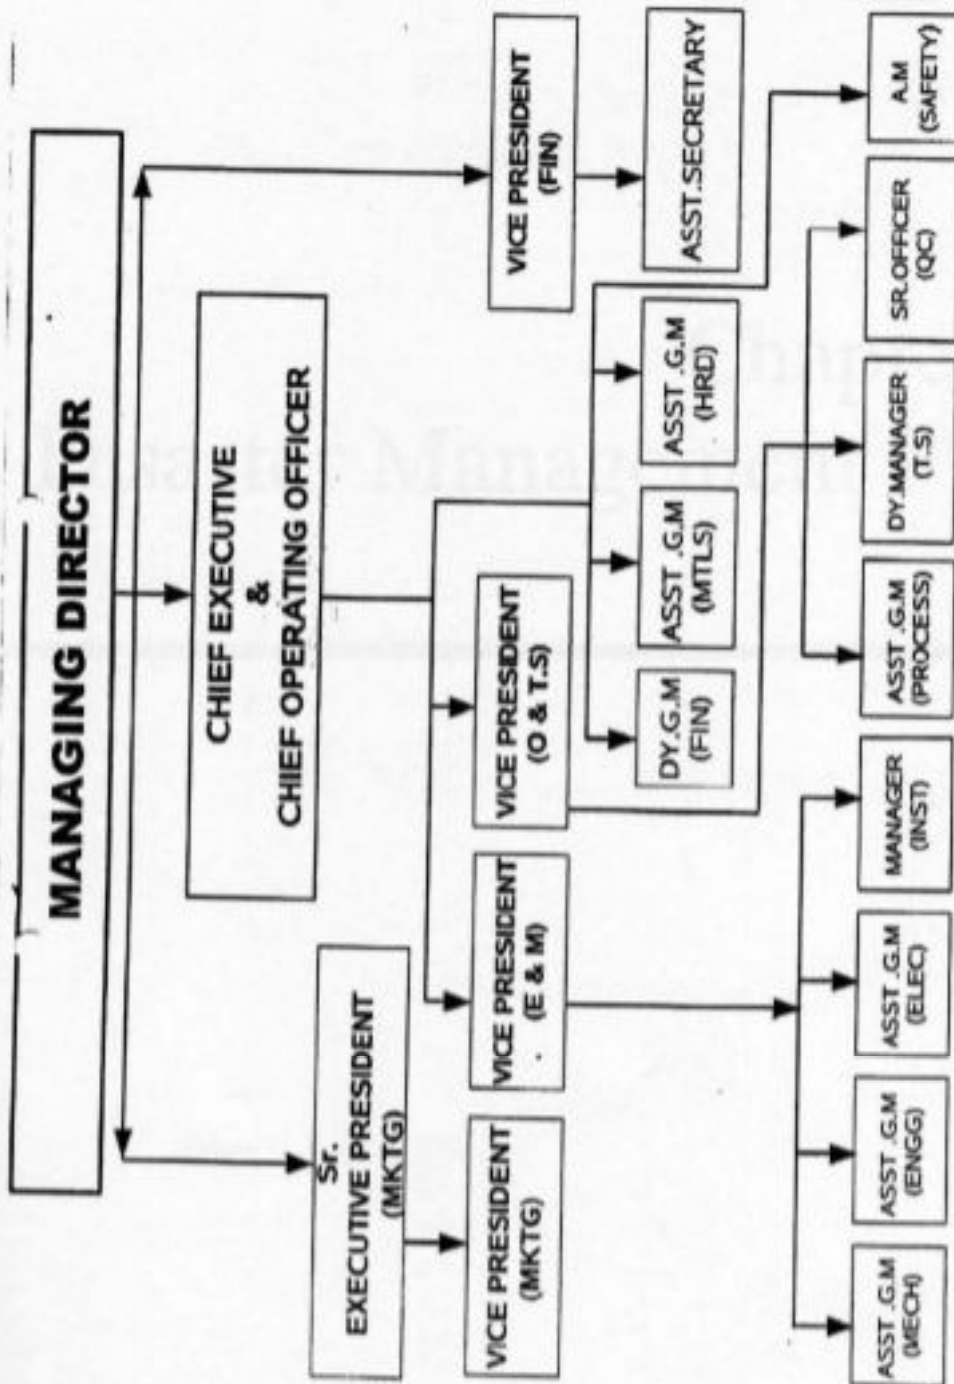 MANAGING DIRECTOR
CHIEF EXECUTIVE
&
CHIEF OPERATING OFFICER
Sr.
EXECUTIVE PRESIDENT
(MKTG)
VICE PRESIDENT
(MKTG)
VICE PRESIDENT
(E & M)
VICE PRESIDENT
(O & T.S)
VICE PRESIDENT
(FIN)
DY.G.M
(FIN)
ASST .G.M
(MTLS)
ASST .G.M
(HRD)
ASST.SECRETARY
ASST .G.M
(MECH)
ASST .G.M
(ENGG)
ASST .G.M
(ELEC)
MANAGER
(INST)
ASST .G.M
(PROCESS)
DY.MANAGER
(T.S)
SR.OFFICER
(QC)
A.M
(SAFETY)